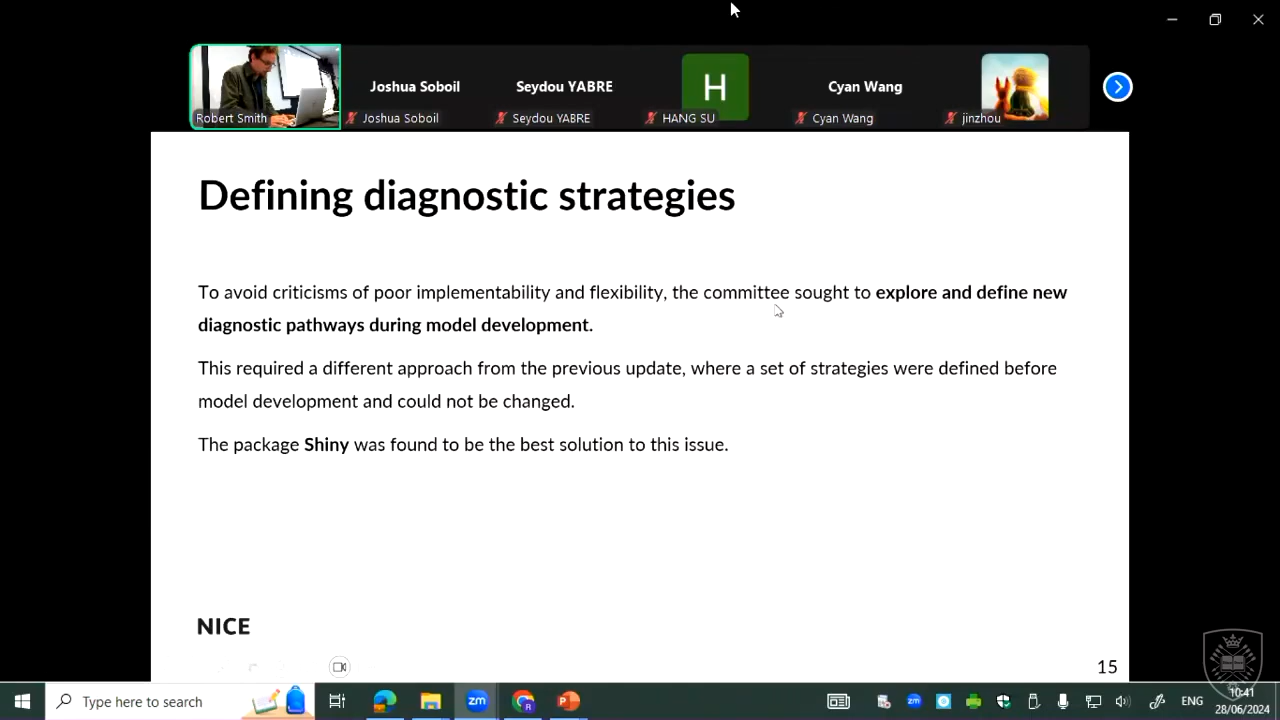 Joshua Soboil
Seydou YABRE
H
Cyan Wang
Robert Smith
Joshua Soboil
Seydou YABRE
HANG SU
Cyan Wang
jinzhou
Defining diagnostic strategies
To avoid criticisms of poor implementability and flexibility, the committee sought to explore and define new
diagnostic pathways during model development.
This required a different approach from the previous update, where a set of strategies were defined before
model development and could not be changed.
The package Shiny was found to be the best solution to this issue.
NICE
15
Type here to search
zm
R
P
zm
ENG
10:41
28/06/2024